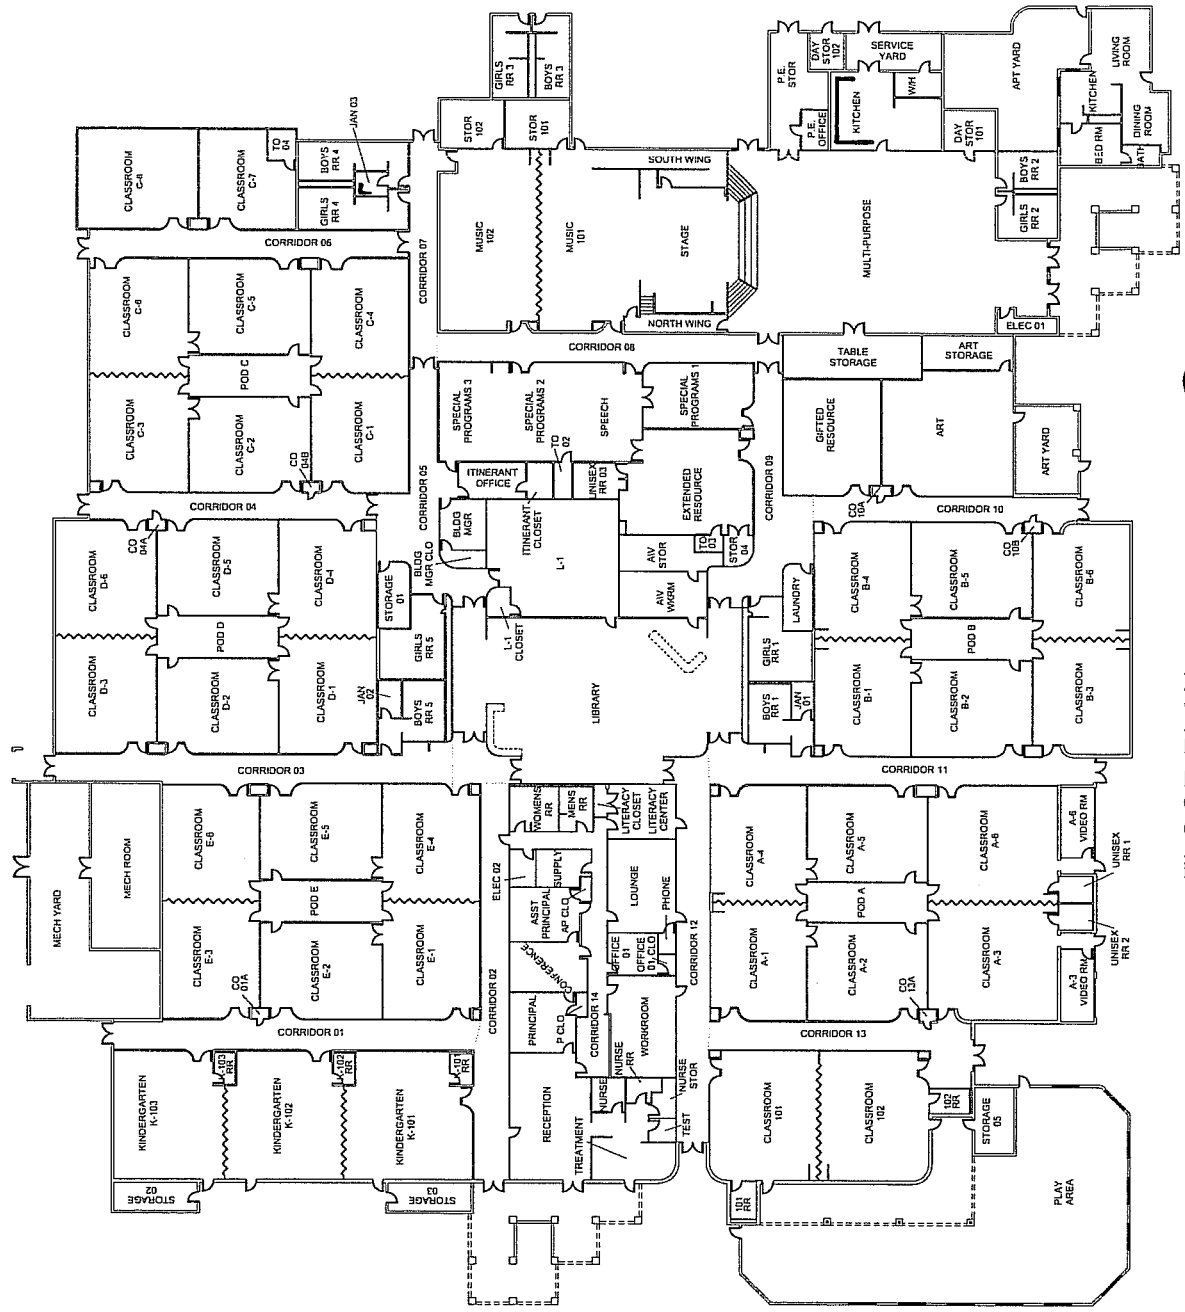 CLASSROOM
C-8
CLASSROOM
C-7
TO
04
BOYS
RR 4
GIRLS
RR 4
JAN 03
CORRIDOR 06
CORRIDOR 07
CLASSROOM
C-6
CLASSROOM
C-5
CLASSROOM
C-4
POD C
CLASSROOM
C-3
CLASSROOM
C-2
CLASSROOM
C-1
CO
04B
CORRIDOR 04
CORRIDOR 05
GIRLS
RR 3
BOYS
RR 3
STOR
102
STOR
101
MUSIC
102
MUSIC
101
SOUTH WING
STAGE
NORTH WING
CORRIDOR 08
P.E.
STOR
DAY
STOR
102
SERVICE
YARD
P.E.
OFFICE
KITCHEN
W/H
DAY
STOR
101
APT YARD
LIVING
ROOM
KITCHEN
DINING
ROOM
BED RM
BATH
BOYS
RR 2
GIRLS
RR 2
MULTI-PURPOSE
ELEC 01
TABLE
STORAGE
ART
STORAGE
SPECIAL
PROGRAMS 3
SPECIAL
PROGRAMS 2
SPEECH
SPECIAL
PROGRAMS 1
ITINERANT
OFFICE
TO
02
UNISEX
RR 03
ITINERANT
CLOSET
BLDG
MGR
BLDG
MGR CLO
EXTENDED
RESOURCE
CORRIDOR 09
GIFTED
RESOURCE
ART
ART YARD
CO
10A
CORRIDOR 10
CO
10B
L-1
A/V
STOR
TO
03
STOR
04
A/V
WKRM
L-1
CLOSET
LIBRARY
CO
04A
CLASSROOM
D-6
CLASSROOM
D-5
CLASSROOM
D-4
STORAGE
01
POD D
CLASSROOM
D-3
CLASSROOM
D-2
CLASSROOM
D-1
GIRLS
RR 5
JAN
02
BOYS
RR 5
LAUNDRY
GIRLS
RR 1
BOYS
RR 1
JAN
01
CLASSROOM
B-4
CLASSROOM
B-5
CLASSROOM
B-6
POD B
CLASSROOM
B-1
CLASSROOM
B-2
CLASSROOM
B-3
CORRIDOR 03
CORRIDOR 11
MECH YARD
MECH ROOM
CLASSROOM
E-6
CLASSROOM
E-5
CLASSROOM
E-4
POD E
CLASSROOM
E-3
CLASSROOM
E-2
CLASSROOM
E-1
CO
01A
CORRIDOR 01
CORRIDOR 02
WOMENS
RR
MENS
RR
LITERACY
CLOSET
LITERACY
CENTER
ELEC 02
SUPPLY
ASST
PRINCIPAL
AP CLO
LOUNGE
PHONE
CONFERENCE
OFFICE
01
OFFICE
01, CLO
CORRIDOR 12
PRINCIPAL
P CLO
CORRIDOR 14
WORKROOM
CLASSROOM
A-4
CLASSROOM
A-5
CLASSROOM
A-6
A-6
VIDEO RM
UNISEX
RR 1
POD A
CLASSROOM
A-1
CLASSROOM
A-2
CLASSROOM
A-3
A-3
VIDEO RM
UNISEX
RR 2
CO
13A
CORRIDOR 13
KINDERGARTEN
K-103
K-103
RR
KINDERGARTEN
K-102
K-102
RR
KINDERGARTEN
K-101
K-101
RR
STORAGE
02
STORAGE
03
RECEPTION
TREATMENT
NURSE
NURSE
RR
NURSE
STOR
TEST
CLASSROOM
101
CLASSROOM
102
102
RR
STORAGE
05
101
RR
PLAY
AREA